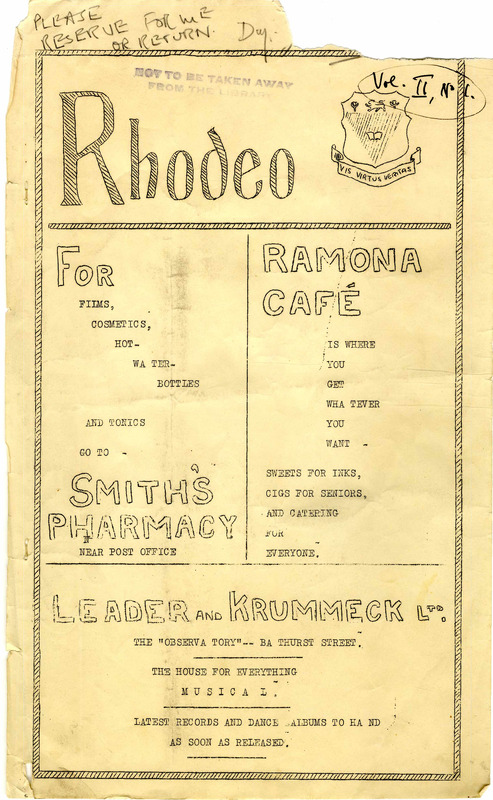 PLEASE
RESERVE FOR ME
OR RETURN.
NOT TO BE TAKEN AWAY
FROM THE LIBRARY
Vol. II, No 1.
Rhodeo
VIS VIRTUS VERITAS
FOR
FIIMS,
COSMETICS,
HOT-
WA TER-
BOTTLES
AND TONICS
GO TO -
SMITH'S
PHARMACY
NEAR POST OFFICE
RAMONA
CAFÉ
IS WHERE
YOU
GET
WHA TEVER
YOU
WANT -
SWEETS FOR INKS,
CIGS FOR SENIORS,
AND CATERING
FOR
EVERYONE.
LEADER AND KRUMMECK LTD.
THE "OBSERVA TORY"-- BA THURST STREET.
THE HOUSE FOR EVERYTHING
M U S I C A L.
LATEST RECORDS AND DANCE ALBUMS TO HA ND
AS SOON AS RELEASED.